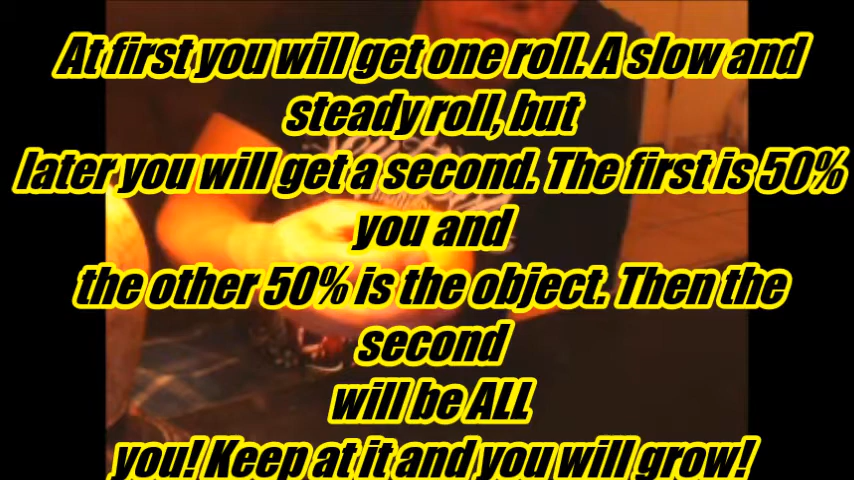 At first you will get one roll. A slow and
steady roll, but
later you will get a second. The first is 50%
you and
the other 50% is the object. Then the
second
will be ALL
you! Keep at it and you will grow!